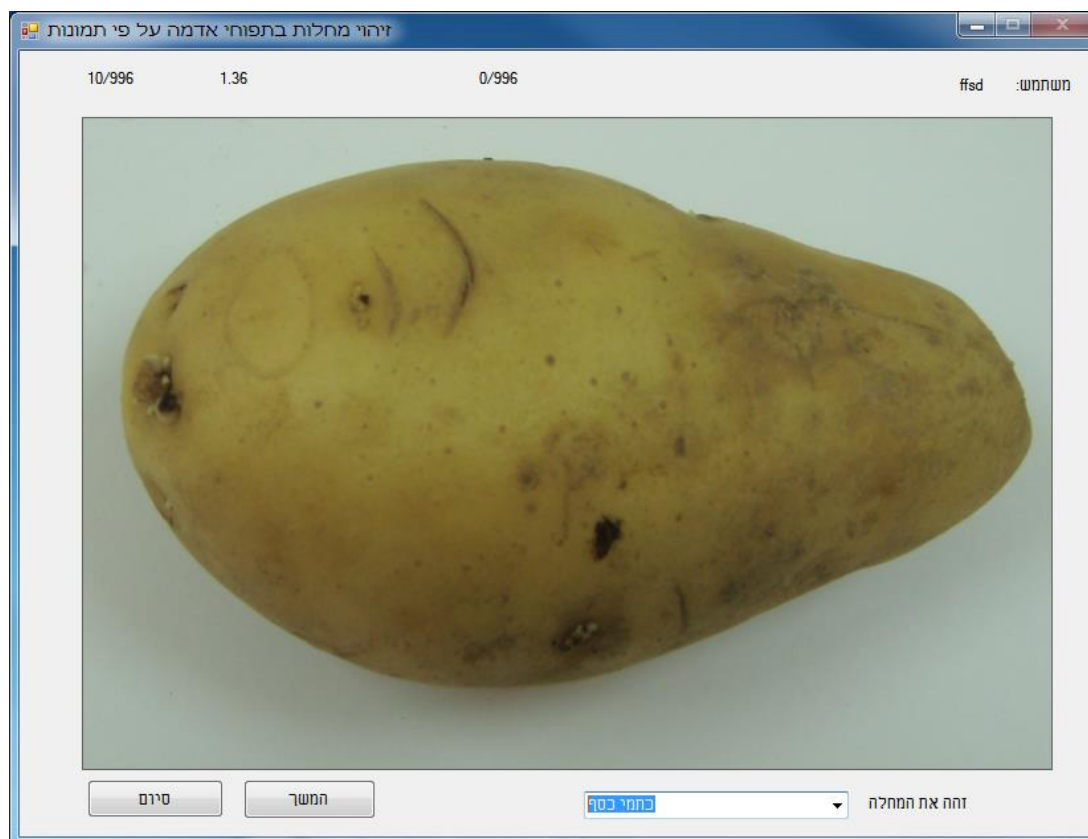 זיהוי מחלות בתפוחי אדמה על פי תמונות
משתמש: ffsd
0/996
1.36
10/996
זהה את המחלה
כתמי כסף
המשך
סיום